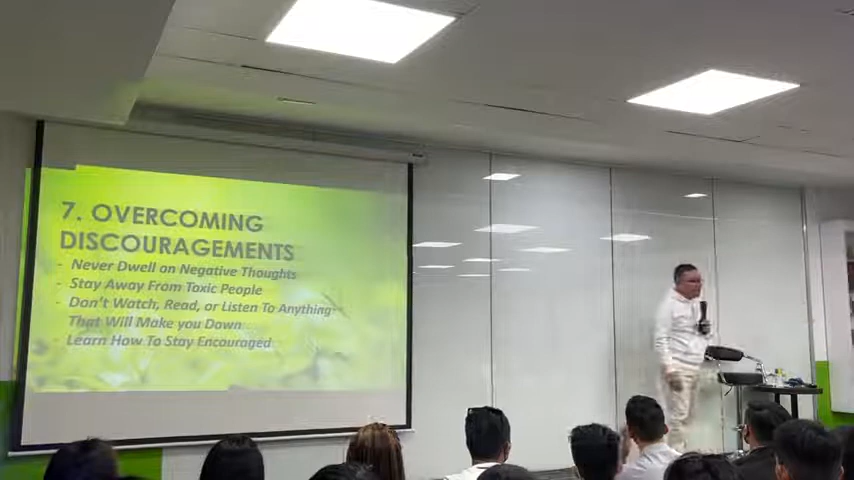 7. OVERCOMING
DISCOURAGEMENTS
- Never Dwell on Negative Thoughts
- Stay Away From Toxic People
- Don't Watch, Read, or Listen To Anything
That will Make you Down
- Learn How To Stay Encouraged